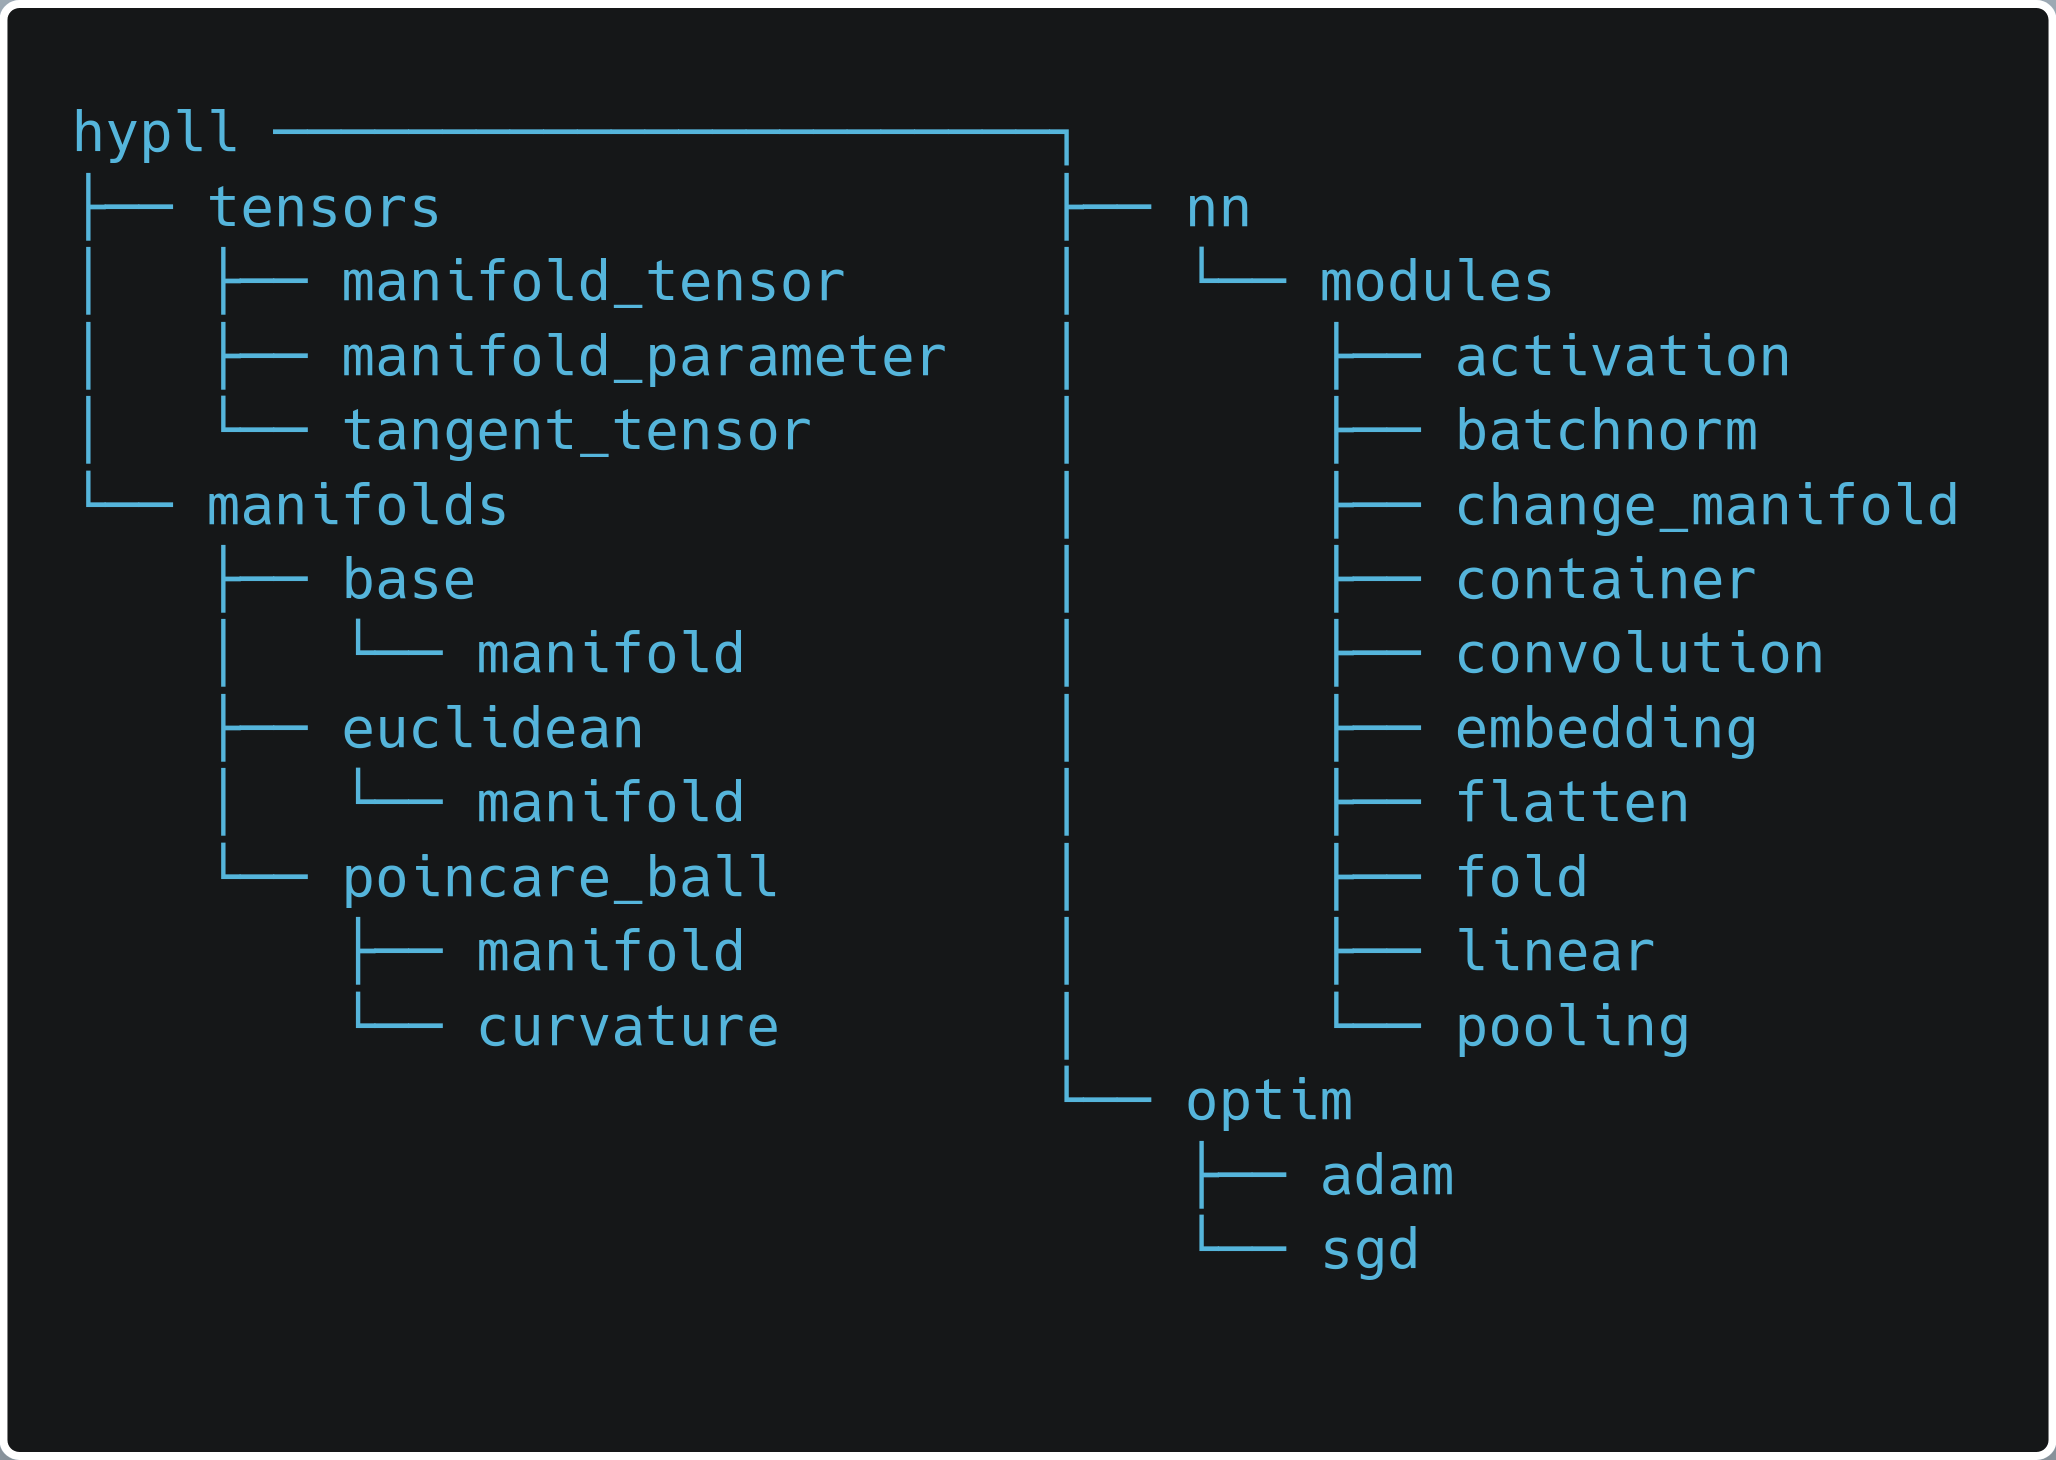 hypll
tensors
manifold_tensor
manifold_parameter
tangent_tensor
manifolds
base
manifold
euclidean
manifold
poincare_ball
manifold
curvature
nn
modules
activation
batchnorm
change_manifold
container
convolution
embedding
flatten
fold
linear
pooling
optim
adam
sgd